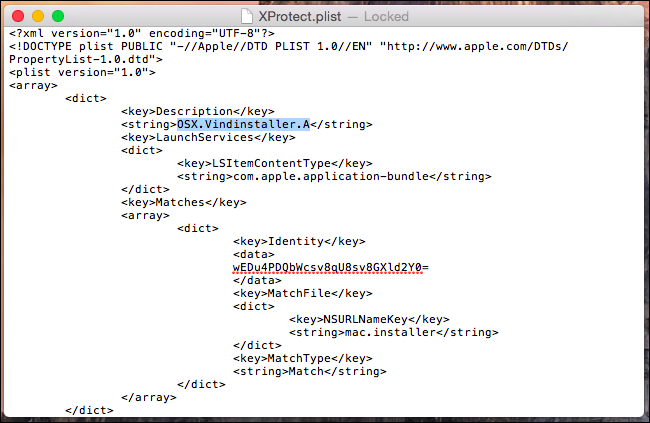 XProtect.plist — Locked
<?xml version="1.0" encoding="UTF-8"?>
<!DOCTYPE plist PUBLIC "-//Apple//DTD PLIST 1.0//EN" "http://www.apple.com/DTDs/
PropertyList-1.0.dtd">
<plist version="1.0">
<array>
<dict>
<key>Description</key>
<string>OSX.Vindinstaller.A</string>
<key>LaunchServices</key>
<dict>
<key>LSItemContentType</key>
<string>com.apple.application-bundle</string>
</dict>
<key>Matches</key>
<array>
<dict>
<key>Identity</key>
<data>
wEDu4PDQbWcsv8qU8sv8GXld2Y0=
</data>
<key>MatchFile</key>
<dict>
<key>NSURLNameKey</key>
<string>mac.installer</string>
</dict>
<key>MatchType</key>
<string>Match</string>
</dict>
</array>
</dict>